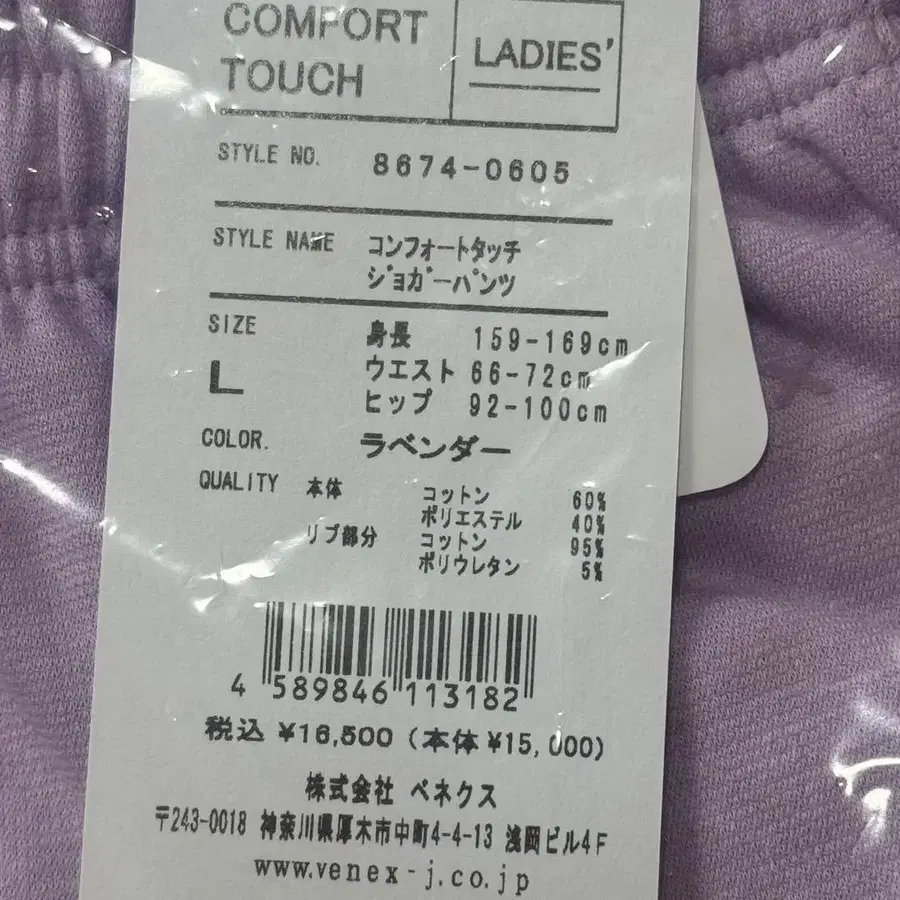 COMFORT
TOUCH
LADIES'
STYLE NO. 8674-0605
STYLE NAME コンフォートタッチ
ジョガーパンツ
SIZE 身長 159-169cm
L ウエスト 66-72cm
ヒップ 92-100cm
COLOR. ラベンダー
QUALITY 本体 コットン 60%
ポリエステル 40%
リブ部分 コットン 95%
ポリウレタン 5%
4 589846 113182
税込 ¥16,500 (本体 ¥15,000)
株式会社 ベネクス
〒243-0018 神奈川県厚木市中町4-4-13 浅岡ビル4F
www.venex-j.co.jp